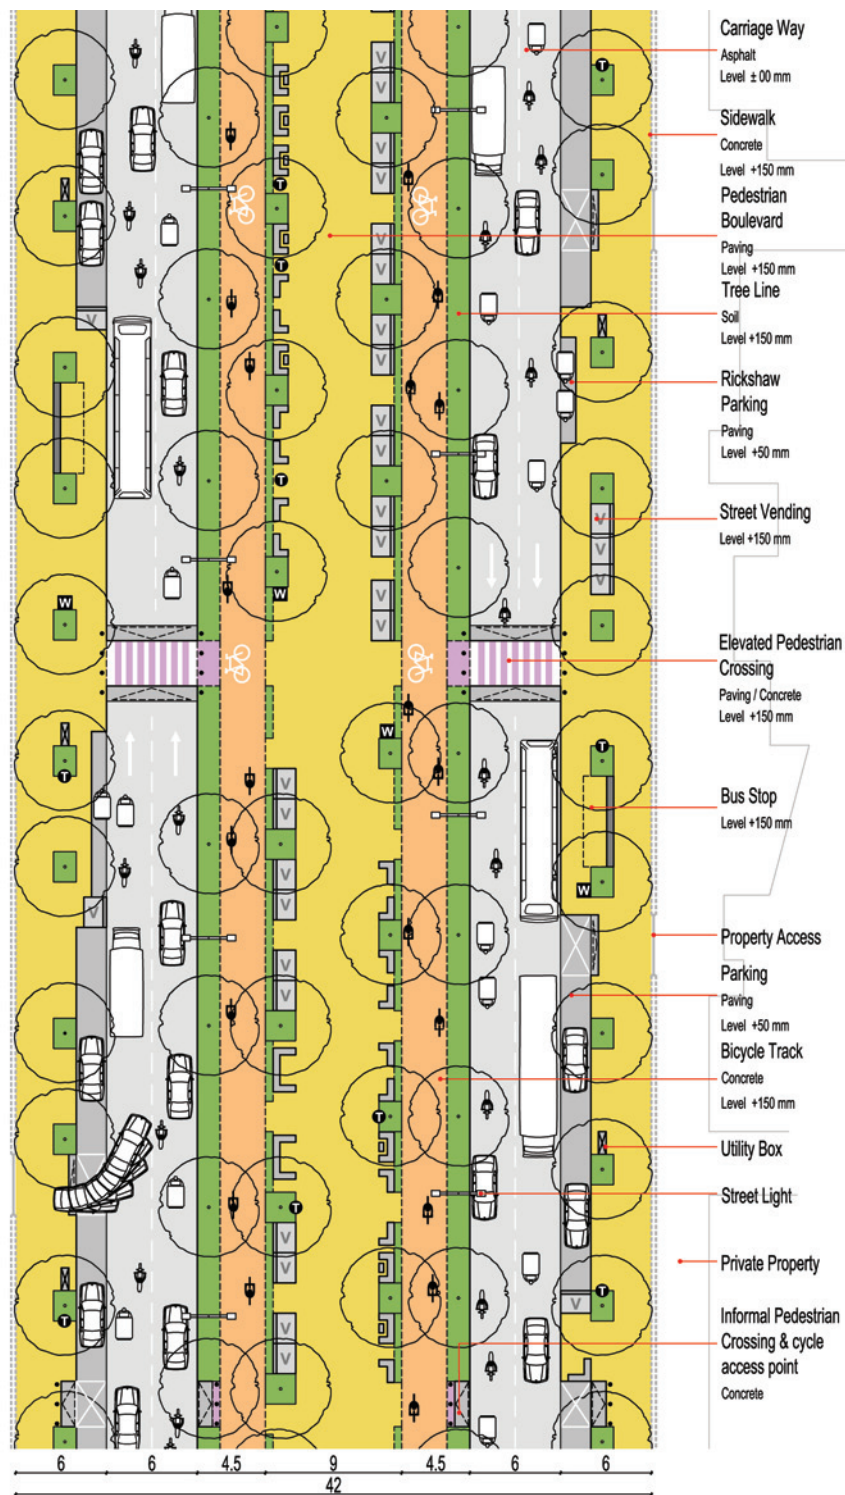 Carriage Way
Asphalt
Level ± 00 mm
Sidewalk
Concrete
Level +150 mm
Pedestrian
Boulevard
Paving
Level +150 mm
Tree Line
Soil
Level +150 mm
Rickshaw
Parking
Paving
Level +50 mm
Street Vending
Level +150 mm
Elevated Pedestrian
Crossing
Paving / Concrete
Level +150 mm
Bus Stop
Level +150 mm
Property Access
Parking
Paving
Level +50 mm
Bicycle Track
Concrete
Level +150 mm
Utility Box
Street Light
Private Property
Informal Pedestrian
Crossing & cycle
access point
Concrete
6 6 4.5 9 4.5 6 6
42